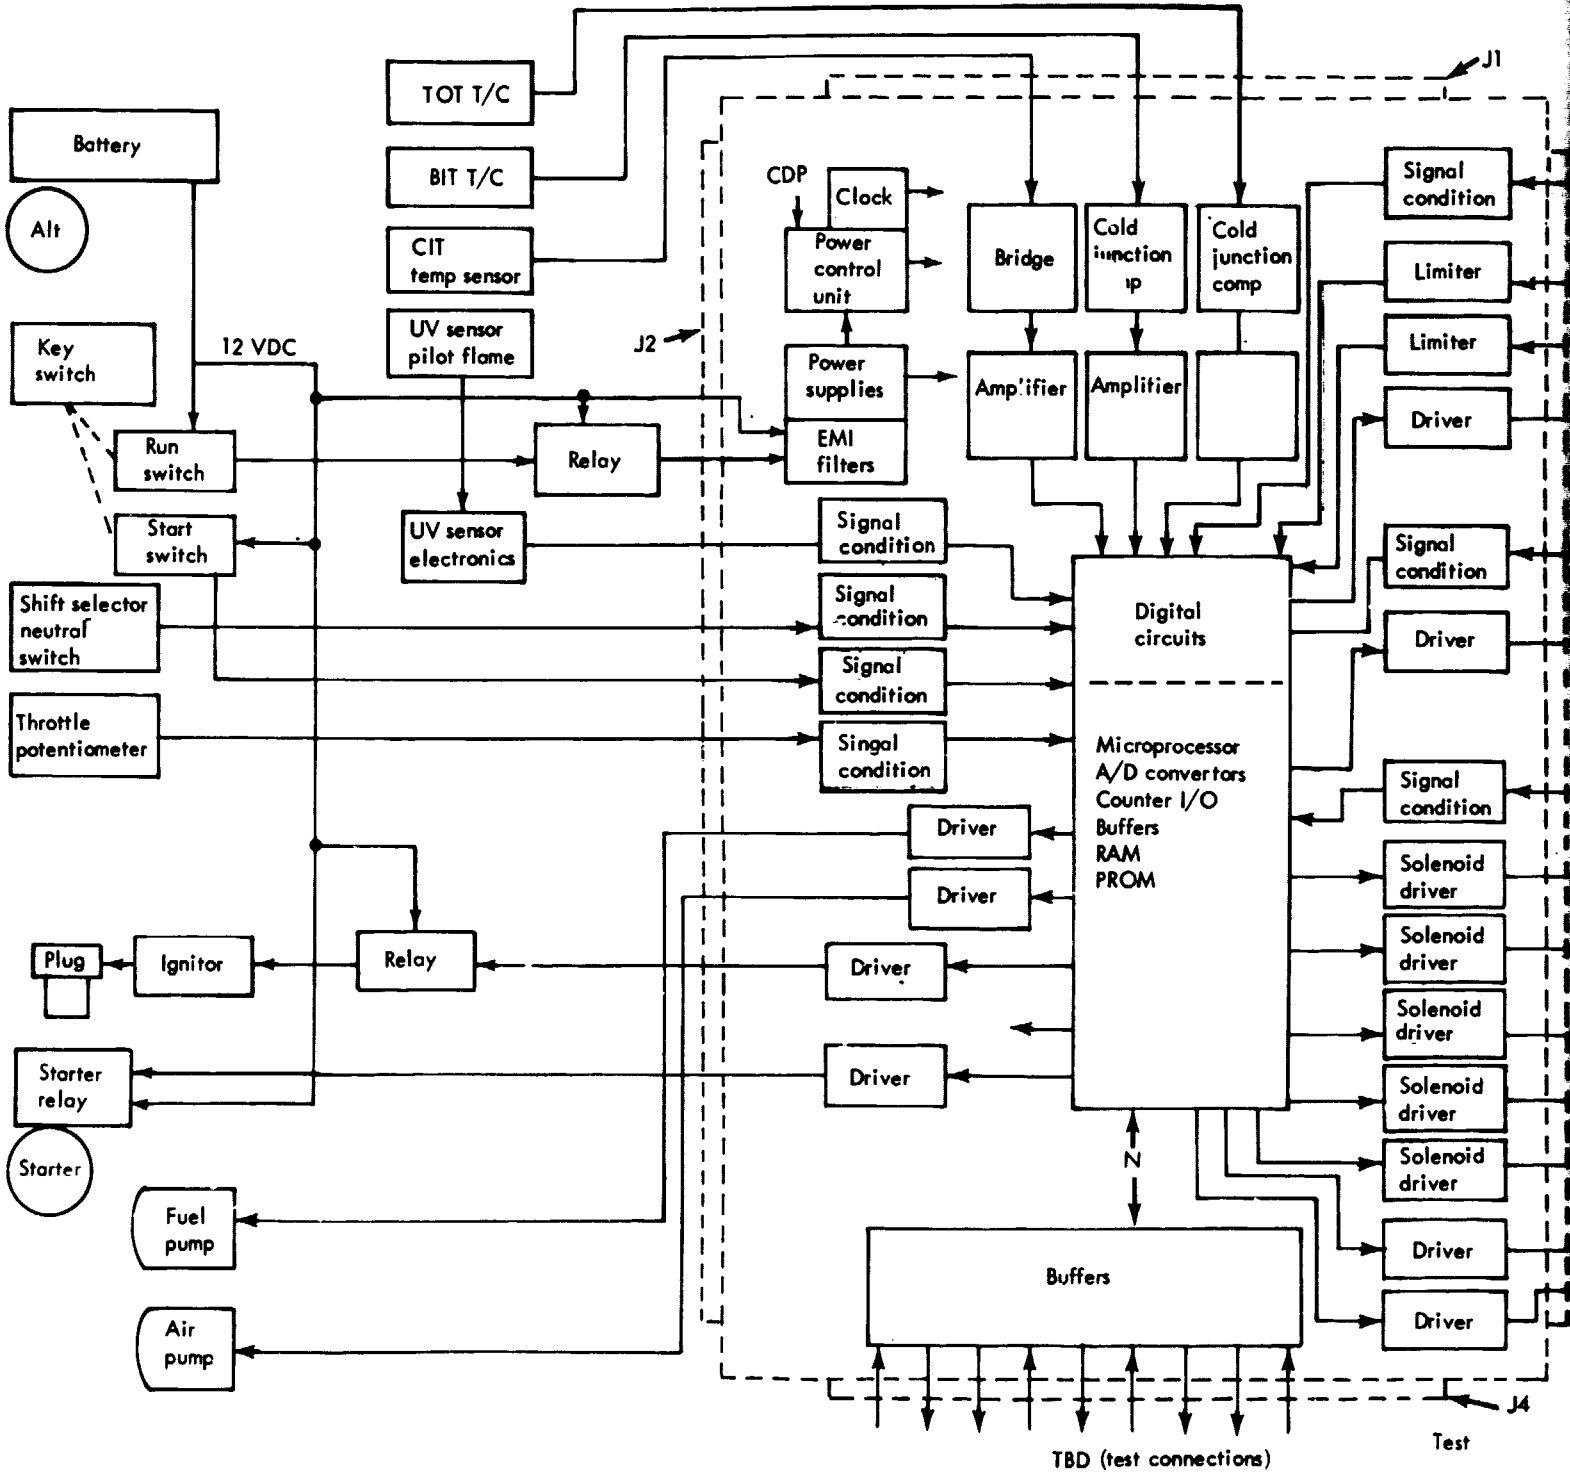 J1
TOT T/C
Battery
BIT T/C
CDP
Clock
Signal
condition
Alt
CIT
temp sensor
Power
control
unit
Bridge
Cold
junction
Cold
junction
comp
Limiter
UV sensor
pilot flame
J2
Key
switch
12 VDC
Power
supplies
Amplifier
Amplifier
Limiter
Driver
Run
switch
Relay
EMI
filters
Start
switch
UV sensor
electronics
Signal
condition
Signal
condition
Shift selector
neutral
switch
Signal
condition
Digital
circuits
Driver
Signal
condition
Throttle
potentiometer
Singal
condition
Microprocessor
A/D convertors
Counter I/O
Buffers
RAM
PROM
Signal
condition
Driver
Driver
Solenoid
driver
Plug
Ignitor
Relay
Driver
Solenoid
driver
Solenoid
driver
Starter
relay
Driver
Solenoid
driver
Starter
N
Solenoid
driver
Fuel
pump
Buffers
Driver
Air
pump
Driver
J4
Test
TBD (test connections)